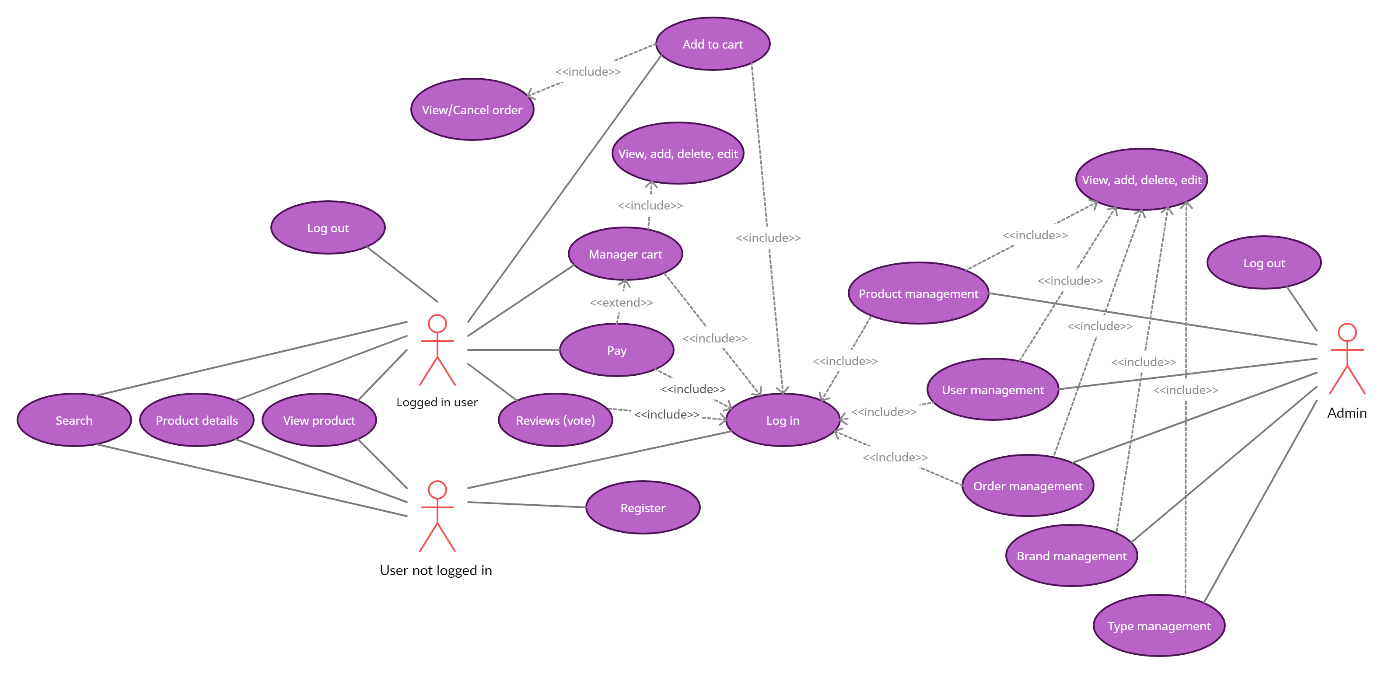 Add to cart
<<include>>
View/Cancel order
View, add, delete, edit
View, add, delete, edit
<<include>>
Log out
<<include>>
<<include>>
Manager cart
Log out
<<include>>
Product management
<<extend>>
<<include>>
<<include>>
Pay
<<include>>
<<include>>
<<include>>
User management
<<include>>
Logged in user
<<include>>
<<include>>
Admin
Search
Product details
View product
Reviews (vote)
Log in
<<include>>
Order management
Register
Brand management
User not logged in
Type management